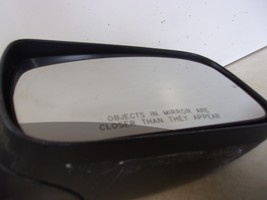 OBJECTS IN MIRROR ARE
CLOSER THAN THEY APPEAR